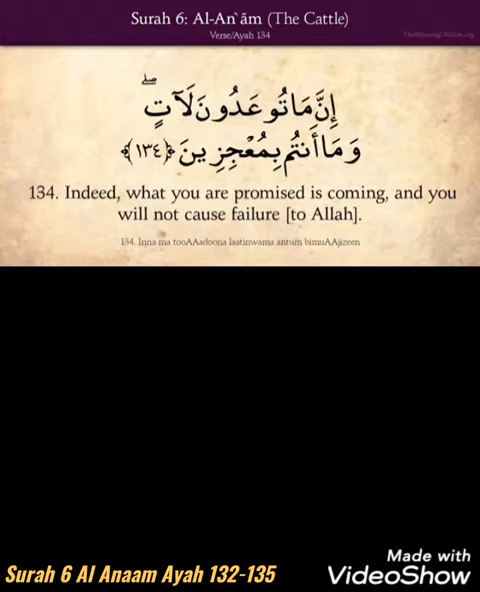 Surah 6: Al-An`ām (The Cattle)
Verse/Ayah 134
TheMeaningOfIslam.org
إِنَّ مَا تُوعَدُونَ لَآتٍ ۖ
وَمَا أَنتُم بِمُعْجِزِينَ ﴿١٣٤﴾
134. Indeed, what you are promised is coming, and you
will not cause failure [to Allah].
134. Inna ma tooAAadoona laatinwama antum bimuAAjizeen
Made with
VideoShow
Surah 6 Al Anaam Ayah 132-135